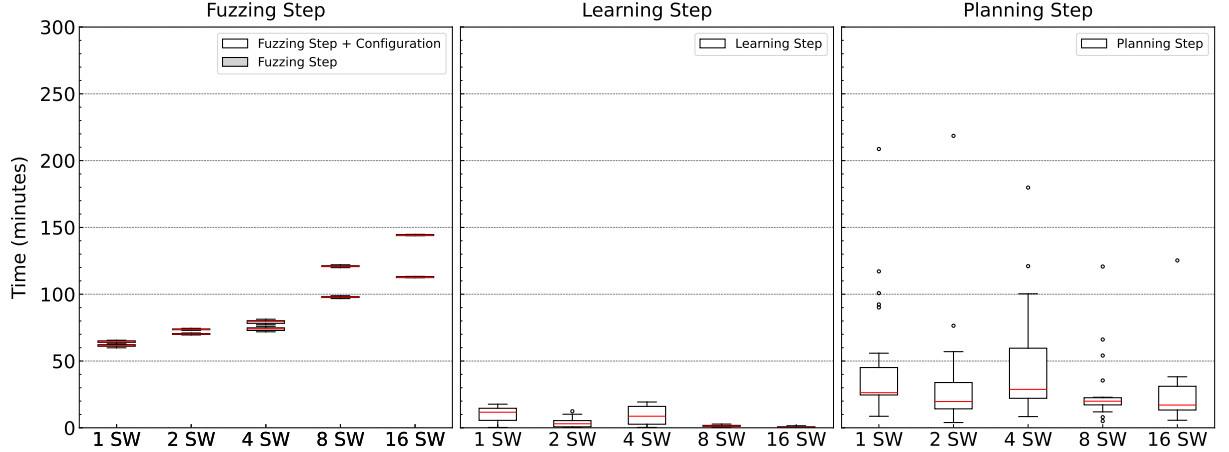 Fuzzing Step
Learning Step
Planning Step
Time (minutes)
300
250
200
150
100
50
0
Fuzzing Step + Configuration
Fuzzing Step
Learning Step
Planning Step
1 SW 2 SW 4 SW 8 SW 16 SW
1 SW 2 SW 4 SW 8 SW 16 SW
1 SW 2 SW 4 SW 8 SW 16 SW